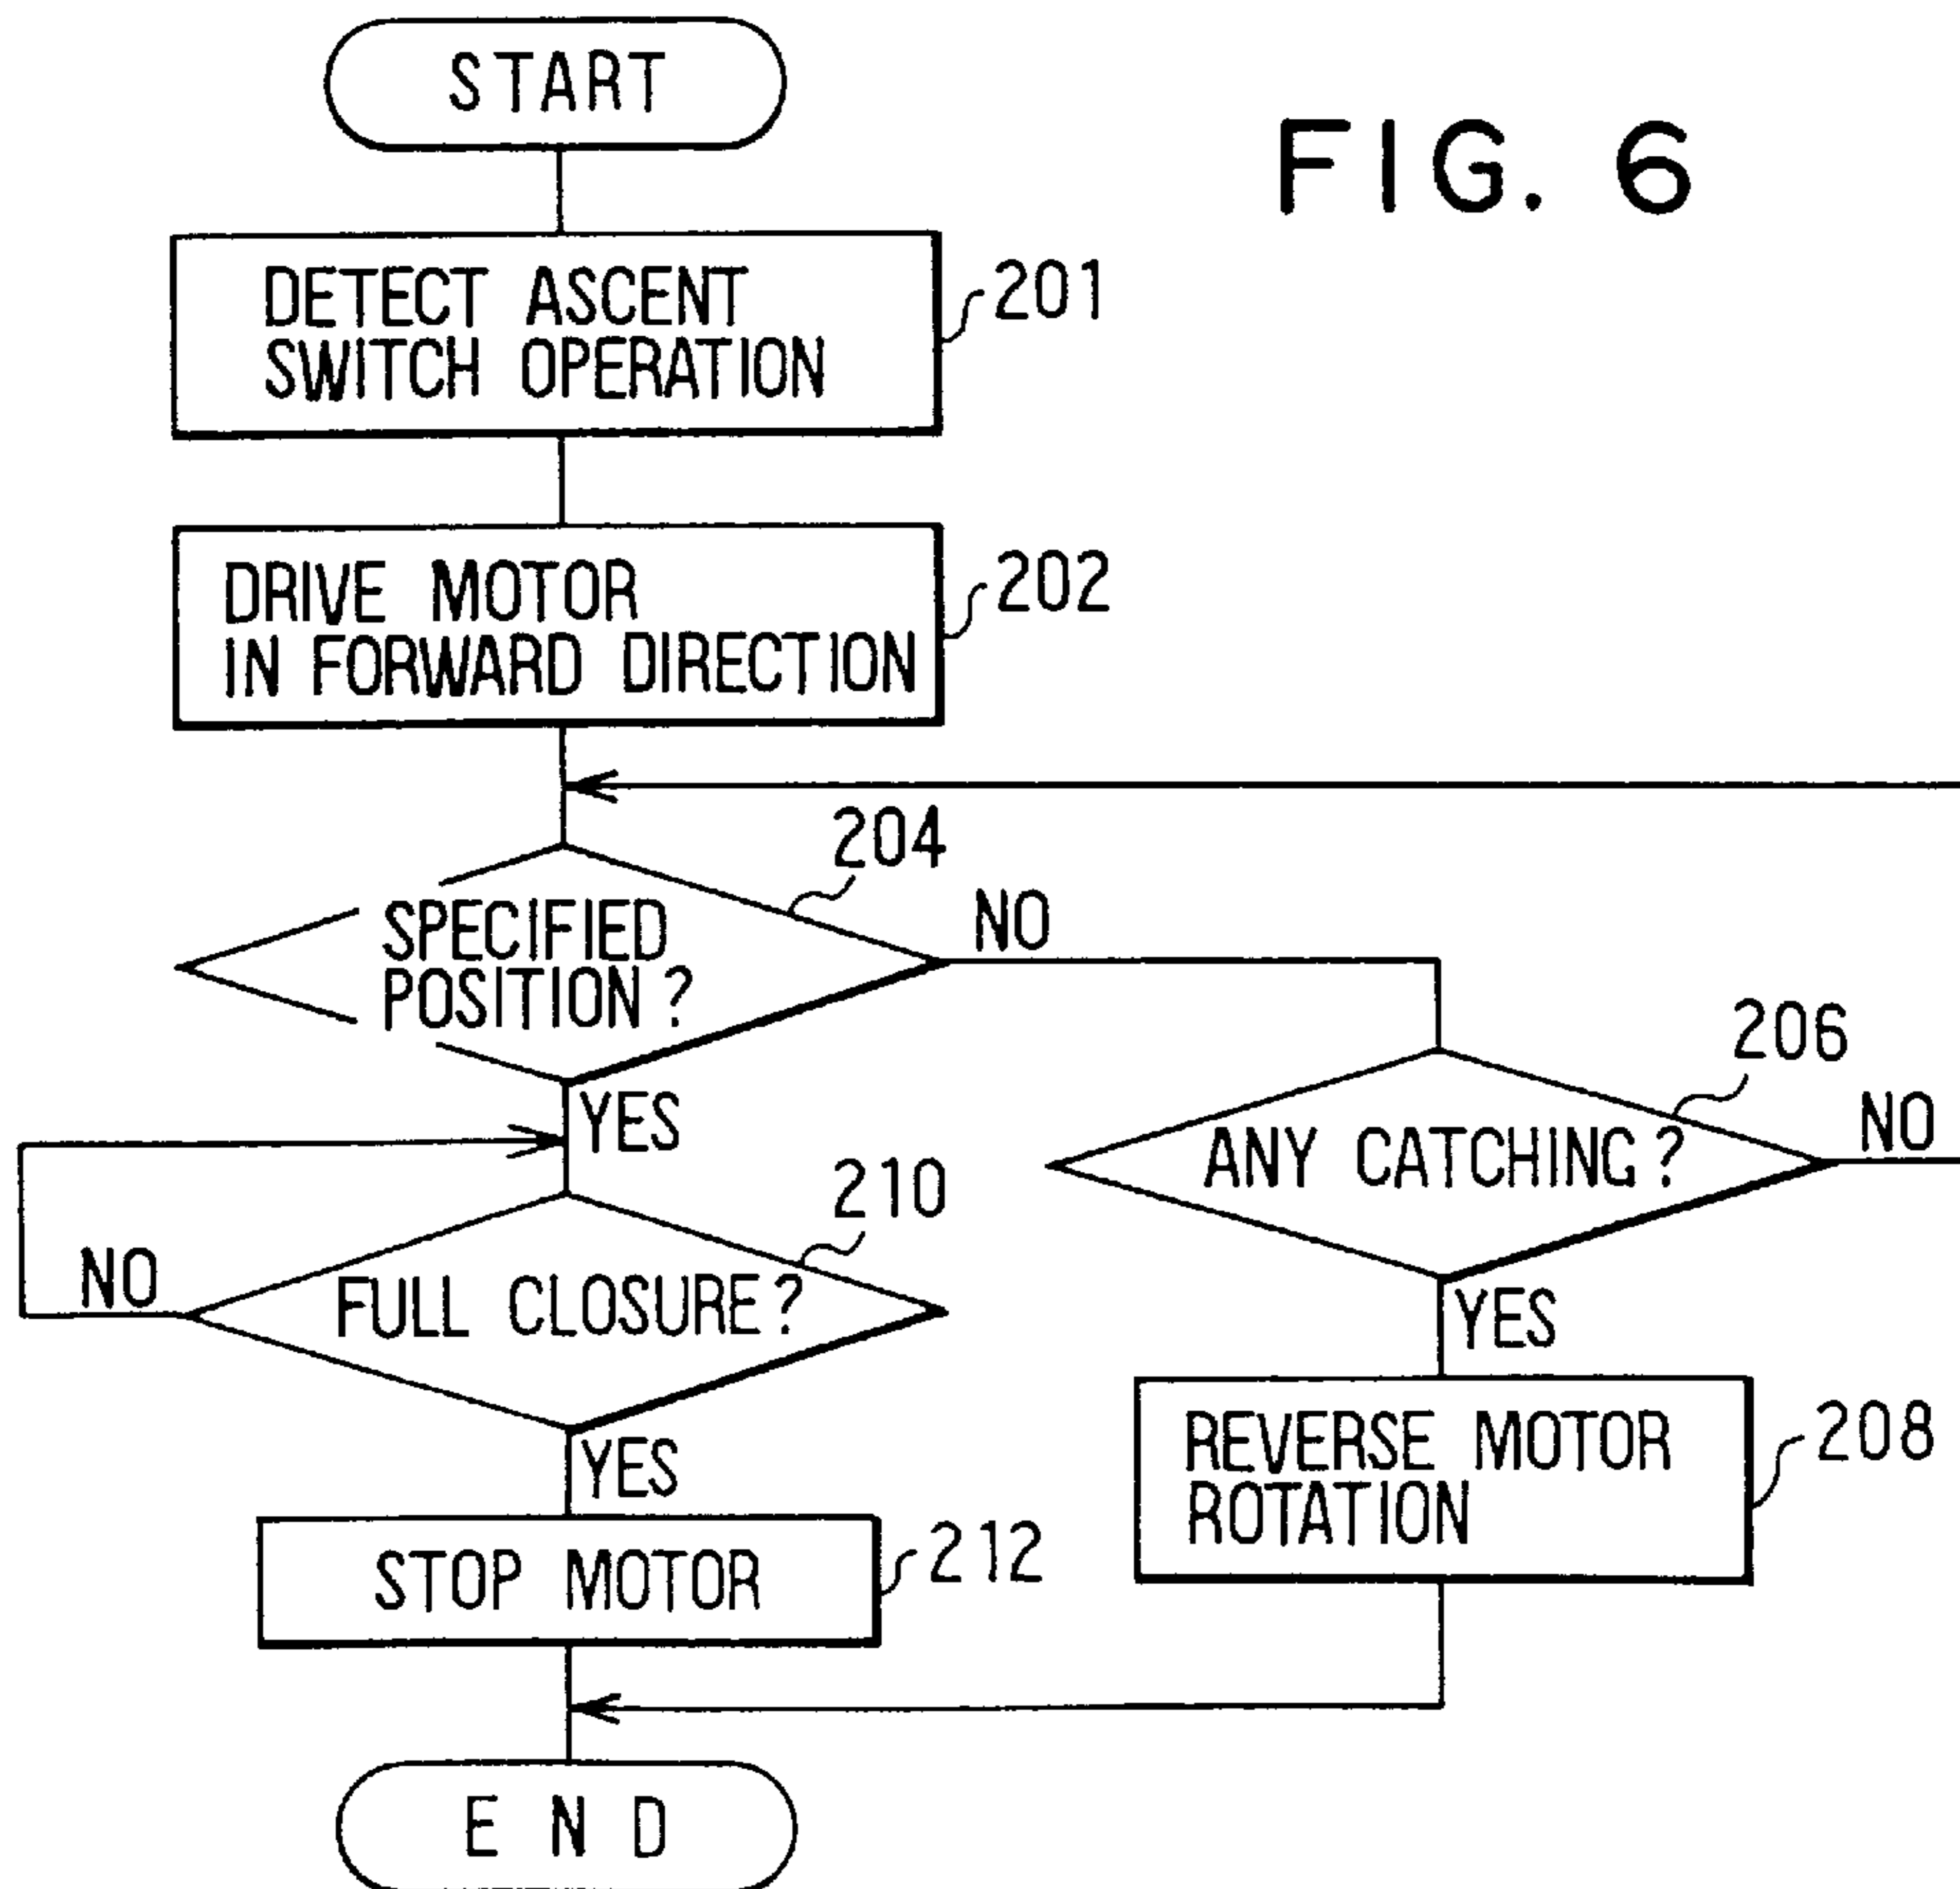 START
FIG. 6
DETECT ASCENT
SWITCH OPERATION
201
DRIVE MOTOR
IN FORWARD DIRECTION
202
204
SPECIFIED
POSITION?
NO
YES
206
ANY CATCHING?
NO
210
NO
FULL CLOSURE?
YES
YES
REVERSE MOTOR
ROTATION
208
STOP MOTOR
212
END